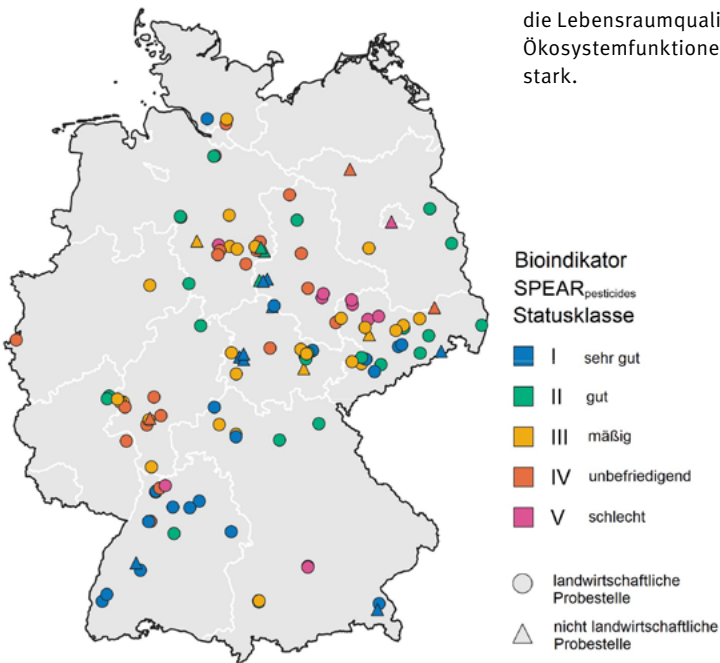 die Lebensraumquali
Ökosystemfunktione
stark.
Bioindikator
SPEARpesticides
Statusklasse
I sehr gut
II gut
III mäßig
IV unbefriedigend
V schlecht
landwirtschaftliche
Probestelle
nicht landwirtschaftliche
Probestelle